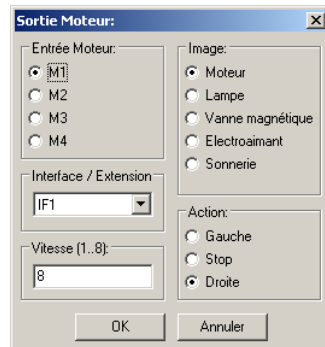 Sortie Moteur:
Entrée Moteur:
M1
M2
M3
M4
Interface / Extension
IF1
Vitesse (1..8):
8
Image:
Moteur
Lampe
Vanne magnétique
Electroaimant
Sonnerie
Action:
Gauche
Stop
Droite
OK
Annuler